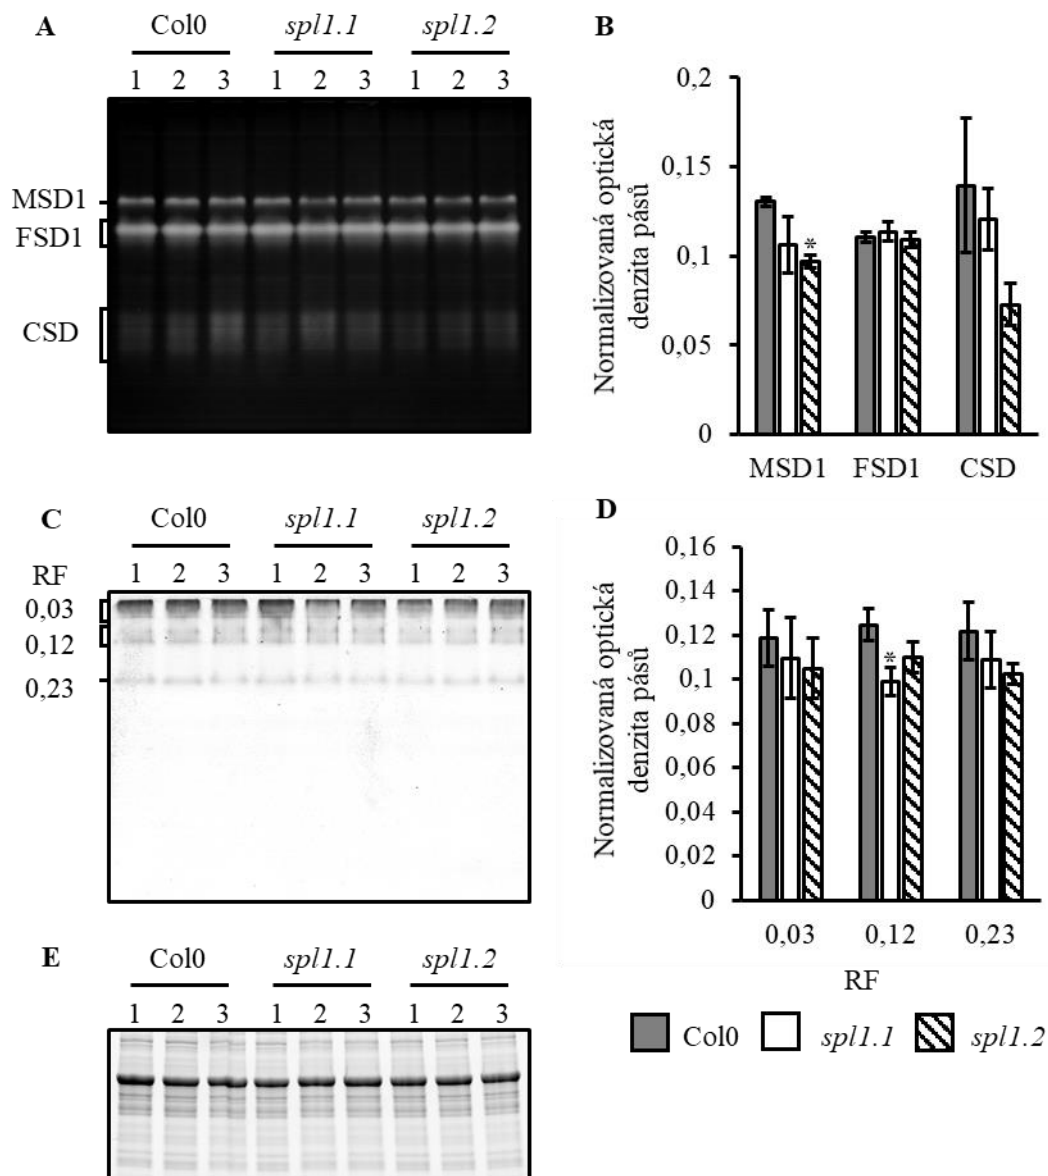 A
Col0 spl1.1 spl1.2
1 2 3 1 2 3 1 2 3
MSD1
FSD1
CSD
B
Normalizovaná optická
denzita pásů
0,2
0,15
0,1
0,05
0
*
MSD1 FSD1 CSD
C
Col0 spl1.1 spl1.2
RF 1 2 3 1 2 3 1 2 3
0,03
0,12
0,23
D
Normalizovaná optická
denzita pásů
0,16
0,14
0,12
0,1
0,08
0,06
0,04
0,02
0
*
0,03 0,12 0,23
RF
Col0 spl1.1 spl1.2
E
Col0 spl1.1 spl1.2
1 2 3 1 2 3 1 2 3